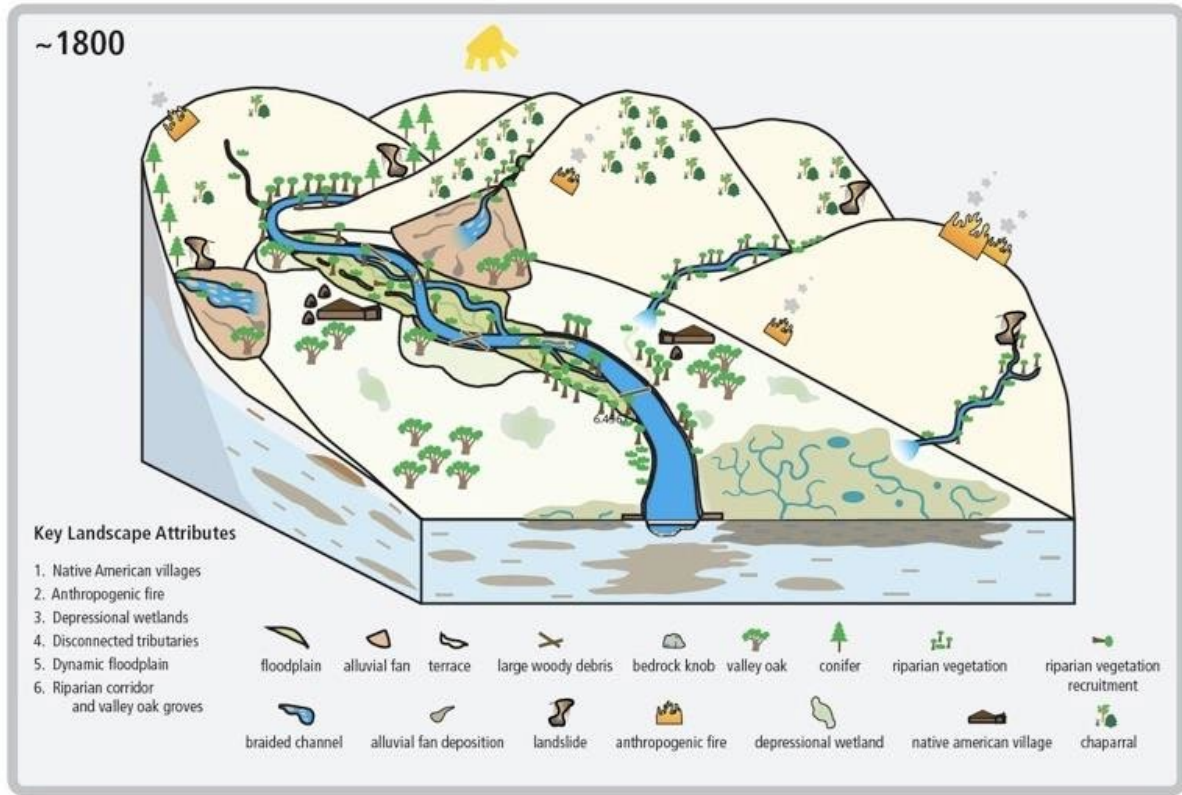 ~1800
Key Landscape Attributes
1. Native American villages
2. Anthropogenic fire
3. Depressional wetlands
4. Disconnected tributaries
5. Dynamic floodplain
6. Riparian corridor
and valley oak groves
floodplain
alluvial fan
terrace
large woody debris
bedrock knob
valley oak
conifer
riparian vegetation
riparian vegetation
recruitment
braided channel
alluvial fan deposition
landslide
anthropogenic fire
depressional wetland
native american village
chaparral